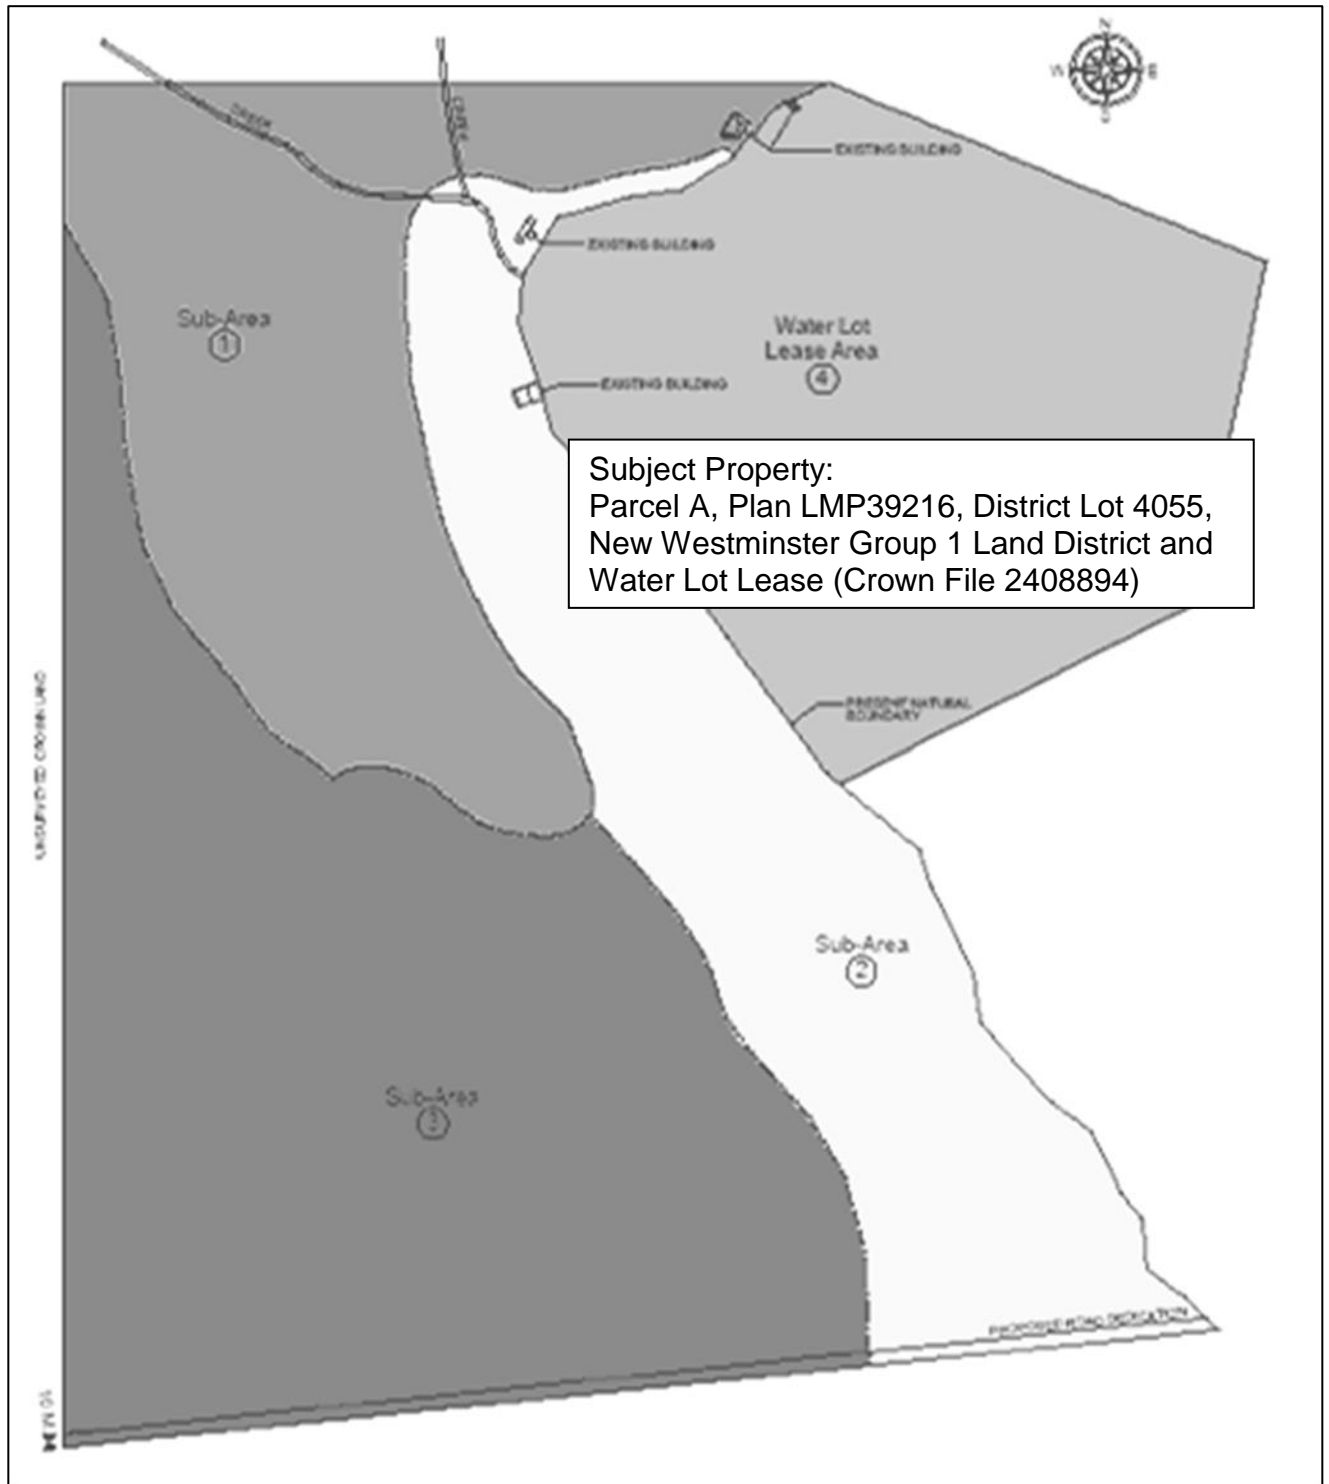 N
W
CREEK
CREEK
EXISTING BUILDING
EXISTING BUILDING
Sub-Area
1
Water Lot
Lease Area
4
EXISTING BUILDING
Subject Property:
Parcel A, Plan LMP39216, District Lot 4055,
New Westminster Group 1 Land District and
Water Lot Lease (Crown File 2408894)
UNSURVEYED CROWN LAND
PRESENT NATURAL
BOUNDARY
Sub-Area
2
Sub-Area
3
PROPOSED ROAD DEDICATION